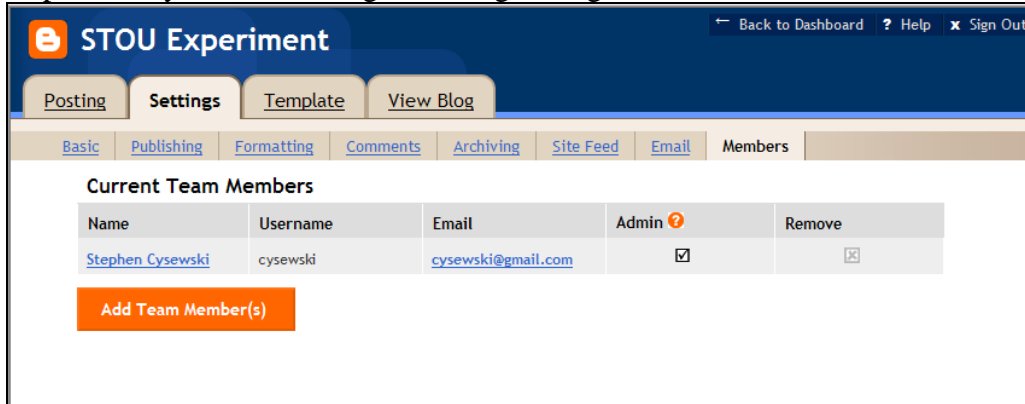 ← Back to Dashboard ? Help x Sign Out
STOU Experiment
Posting Settings Template View Blog
Basic Publishing Formatting Comments Archiving Site Feed Email Members
Current Team Members
Name Username Email Admin ? Remove
Stephen Cysewski cysewski cysewski@gmail.com
Add Team Member(s)